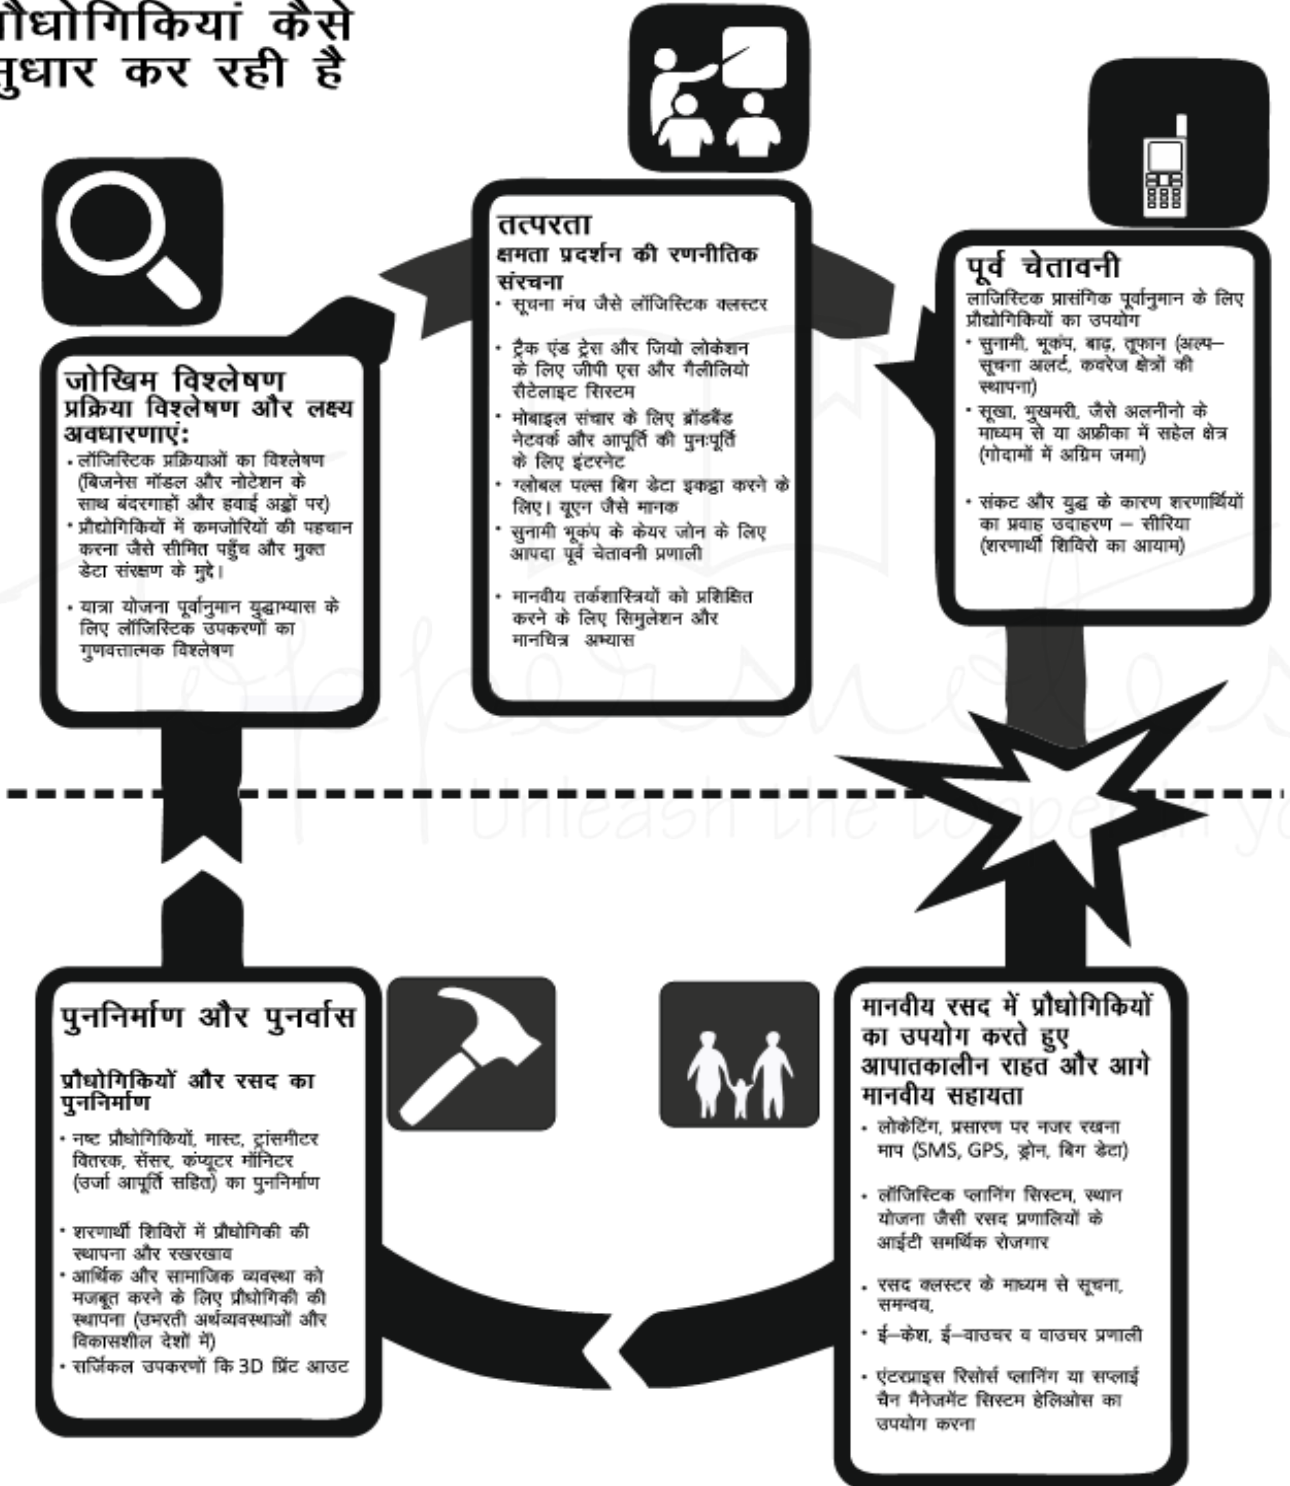 सुधार कर रही है
जोखिम विश्लेषण
प्रक्रिया विश्लेषण और लक्ष्य
अवधारणाएं:
• लॉजिस्टिक प्रक्रियाओं का विश्लेषण
(बिजनेस मॉडल और नोटेशन के
साथ बंदरगाहों और हवाई अड्डों पर)
• प्रौद्योगिकियों में कमजोरियों की पहचान
करना जैसे सीमित पहुँच और मुक्त
डेटा संरक्षण के मुद्दे।
• यात्रा योजना पूर्वानुमान युद्धाभ्यास के
लिए लॉजिस्टिक उपकरणों का
गुणवत्तात्मक विश्लेषण
तत्परता
क्षमता प्रदर्शन की रणनीतिक
संरचना
• सूचना मंच जैसे लॉजिस्टिक क्लस्टर
• ट्रैक एंड ट्रेस और जियो लोकेशन
के लिए जीपी एस और गैलीलियो
सैटेलाइट सिस्टम
• मोबाइल संचार के लिए ब्रॉडबैंड
नेटवर्क और आपूर्ति की पुनःपूर्ति
के लिए इंटरनेट
• ग्लोबल पल्स बिग डेटा इकट्ठा करने के
लिए। यूएन जैसे मानक
• सुनामी भूकंप के केयर जोन के लिए
आपदा पूर्व चेतावनी प्रणाली
• मानवीय तर्कशास्त्रियों को प्रशिक्षित
करने के लिए सिमुलेशन और
मानचित्र अभ्यास
पूर्व चेतावनी
लाजिस्टिक प्रासंगिक पूर्वानुमान के लिए
प्रौद्योगिकियों का उपयोग
• सुनामी, भूकंप, बाढ़, तूफान (अल्प–
सूचना अलर्ट, कवरेज क्षेत्रों की
स्थापना)
• सूखा, भुखमरी, जैसे अलनीनो के
माध्यम से या अफ्रीका में सहेल क्षेत्र
(गोदामों में अग्रिम जमा)
• संकट और युद्ध के कारण शरणार्थियों
का प्रवाह उदाहरण – सीरिया
(शरणार्थी शिविरो का आयाम)
पुननिर्माण और पुनर्वास
प्रौधोगिकियों और रसद का
पुननिर्माण
• नष्ट प्रौधोगिकियों, मास्ट, ट्रांसमीटर
वितरक, सेंसर, कंप्यूटर मॉनिटर
(उर्जा आपूर्ति सहित) का पुननिर्माण
• शरणार्थी शिविरों में प्रौधोगिकी की
स्थापना और रखरखाव
• आर्थिक और सामाजिक व्यवस्था को
मजबूत करने के लिए प्रौधोगिकी की
स्थापना (उभरती अर्थव्यवस्थाओं और
विकासशील देशों में)
• सर्जिकल उपकरणों कि 3D प्रिंट आउट
मानवीय रसद में प्रौधोगिकियों
का उपयोग करते हुए
आपातकालीन राहत और आगे
मानवीय सहायता
• लोकेटिंग, प्रसारण पर नजर रखना
माप (SMS, GPS, ड्रोन, बिग डेटा)
• लॉजिस्टिक प्लानिंग सिस्टम, स्थान
योजना जैसी रसद प्रणालियों के
आईटी समर्थिक रोजगार
• रसद क्लस्टर के माध्यम से सूचना,
समन्वय,
• ई–केश, ई–वाउचर व वाउचर प्रणाली
• एंटरप्राइस रिसोर्स प्लानिंग या सप्लाई
चैन मैनेजमेंट सिस्टम हेलिओस का
उपयोग करना
Toppersnotes
Unleash the topper in